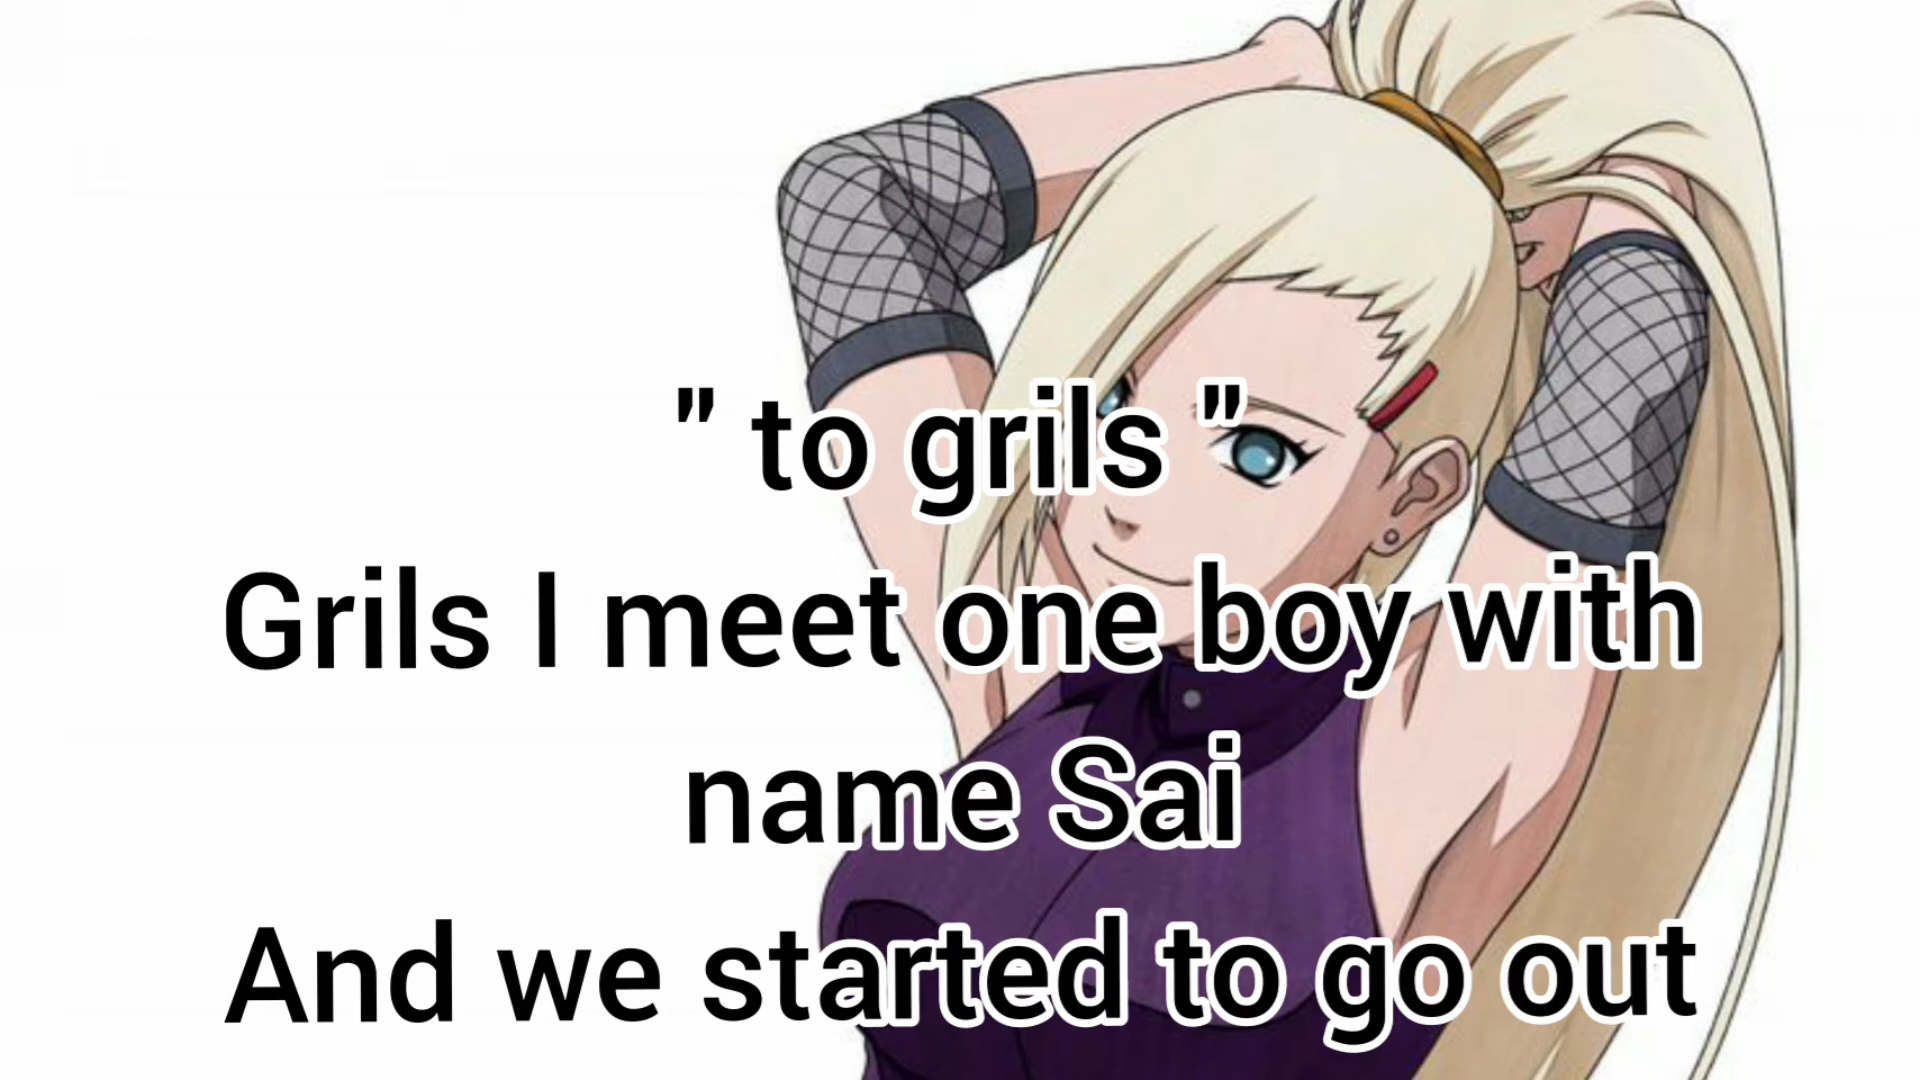 " to grils "
Grils I meet one boy with
name Sai
And we started to go out